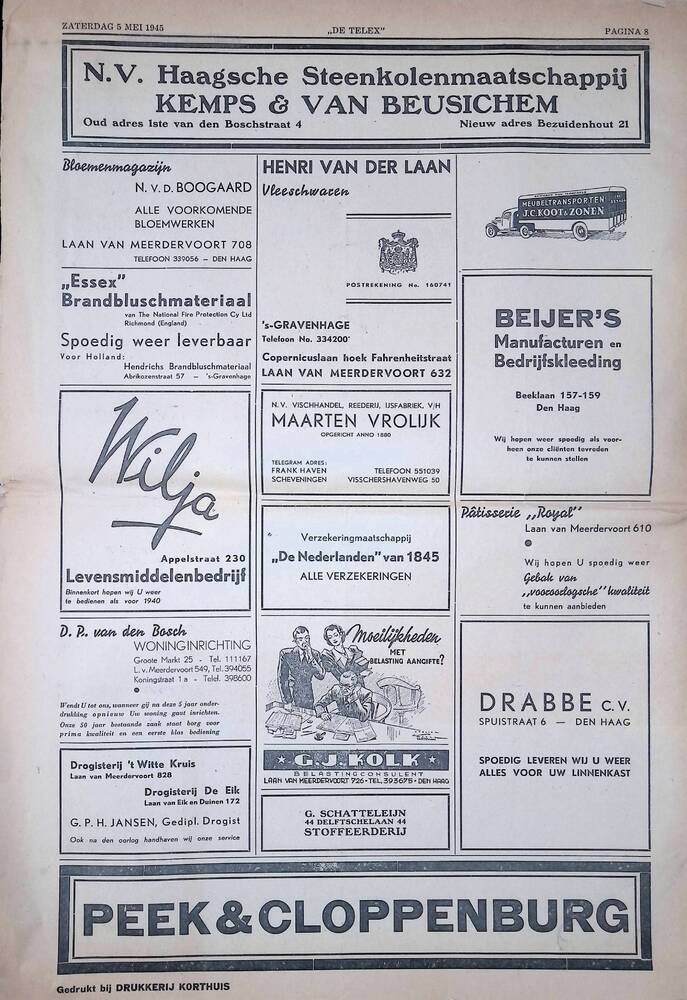 ZATERDAG 5 MEI 1945 „DE TELEX” PAGINA 8
N.V. Haagsche Steenkolenmaatschappij
KEMPS & VAN BEUSICHEM
Oud adres 1ste van den Boschstraat 4 Nieuw adres Bezuidenhout 21
Bloemenmagazijn
N. V. D. BOOGAARD
ALLE VOORKOMENDE
BLOEMWERKEN
LAAN VAN MEERDERVOORT 708
TELEFOON 339056 — DEN HAAG
„Essex”
Brandbluschmateriaal
van The National Fire Protection Cy Ltd
Richmond (England)
Spoedig weer leverbaar
Voor Holland:
Hendrichs Brandbluschmateriaal
Abrikozenstraat 57 — 's-Gravenhage
Wilja
Appelstraat 230
Levensmiddelenbedrijf
Binnenkort hopen wij U weer
te bedienen als voor 1940
D. P. van den Bosch
WONINGINRICHTING
Groote Markt 25 - Tel. 111167
L. v. Meerdervoort 549, Tel. 394055
Koningstraat 1 a - Telef. 398600
Wendt U tot ons, wanneer gij na deze 5 jaar onder-
drukking opnieuw Uw woning gaat inrichten.
Onze 50 jaar bestaande zaak staat borg voor
prima kwaliteit en een eerste klas bediening
Drogisterij 't Witte Kruis
Laan van Meerdervoort 828
Drogisterij De Eik
Laan van Eik en Duinen 172
G. P. H. JANSEN, Gedipl. Drogist
Ook na den oorlog handhaven wij onze service
HENRI VAN DER LAAN
Vleeschwaren
POSTREKENING No. 160741
's-GRAVENHAGE
Telefoon No. 334200
Copernicuslaan hoek Fahrenheitstraat
LAAN VAN MEERDERVOORT 632
N.V. VISCHHANDEL, REEDERIJ, IJSFABRIEK, V/H
MAARTEN VROLIJK
OPGERICHT ANNO 1880
TELEGRAM ADRES:
FRANK HAVEN TELEFOON 551039
SCHEVENINGEN VISSCHERSHAVENWEG 50
Verzekeringmaatschappij
„De Nederlanden” van 1845
ALLE VERZEKERINGEN
Moeilijkheden
MET
BELASTING AANGIFTE?
G.J. KOLK
BELASTINGCONSULENT
LAAN VAN MEERDERVOORT 726 • TEL. 393675 • DEN HAAG
G. SCHATTELEIJN
44 DELFTSCHELAAN 44
STOFFEERDERIJ
MEUBELTRANSPORTEN
J.C. KOOT & ZONEN
BEIJER'S
Manufacturen en
Bedrijfskleeding
Beeklaan 157-159
Den Haag
Wij hopen weer spoedig als voor-
heen onze cliënten tevreden
te kunnen stellen
Pâtisserie „Royal”
Laan van Meerdervoort 610
Wij hopen U spoedig weer
Gebak van
„vooroorlogsche” kwaliteit
te kunnen aanbieden
DRABBE C.V.
SPUISTRAAT 6 — DEN HAAG
SPOEDIG LEVEREN WIJ U WEER
ALLES VOOR UW LINNENKAST
PEEK & CLOPPENBURG
Gedrukt bij DRUKKERIJ KORTHUIS